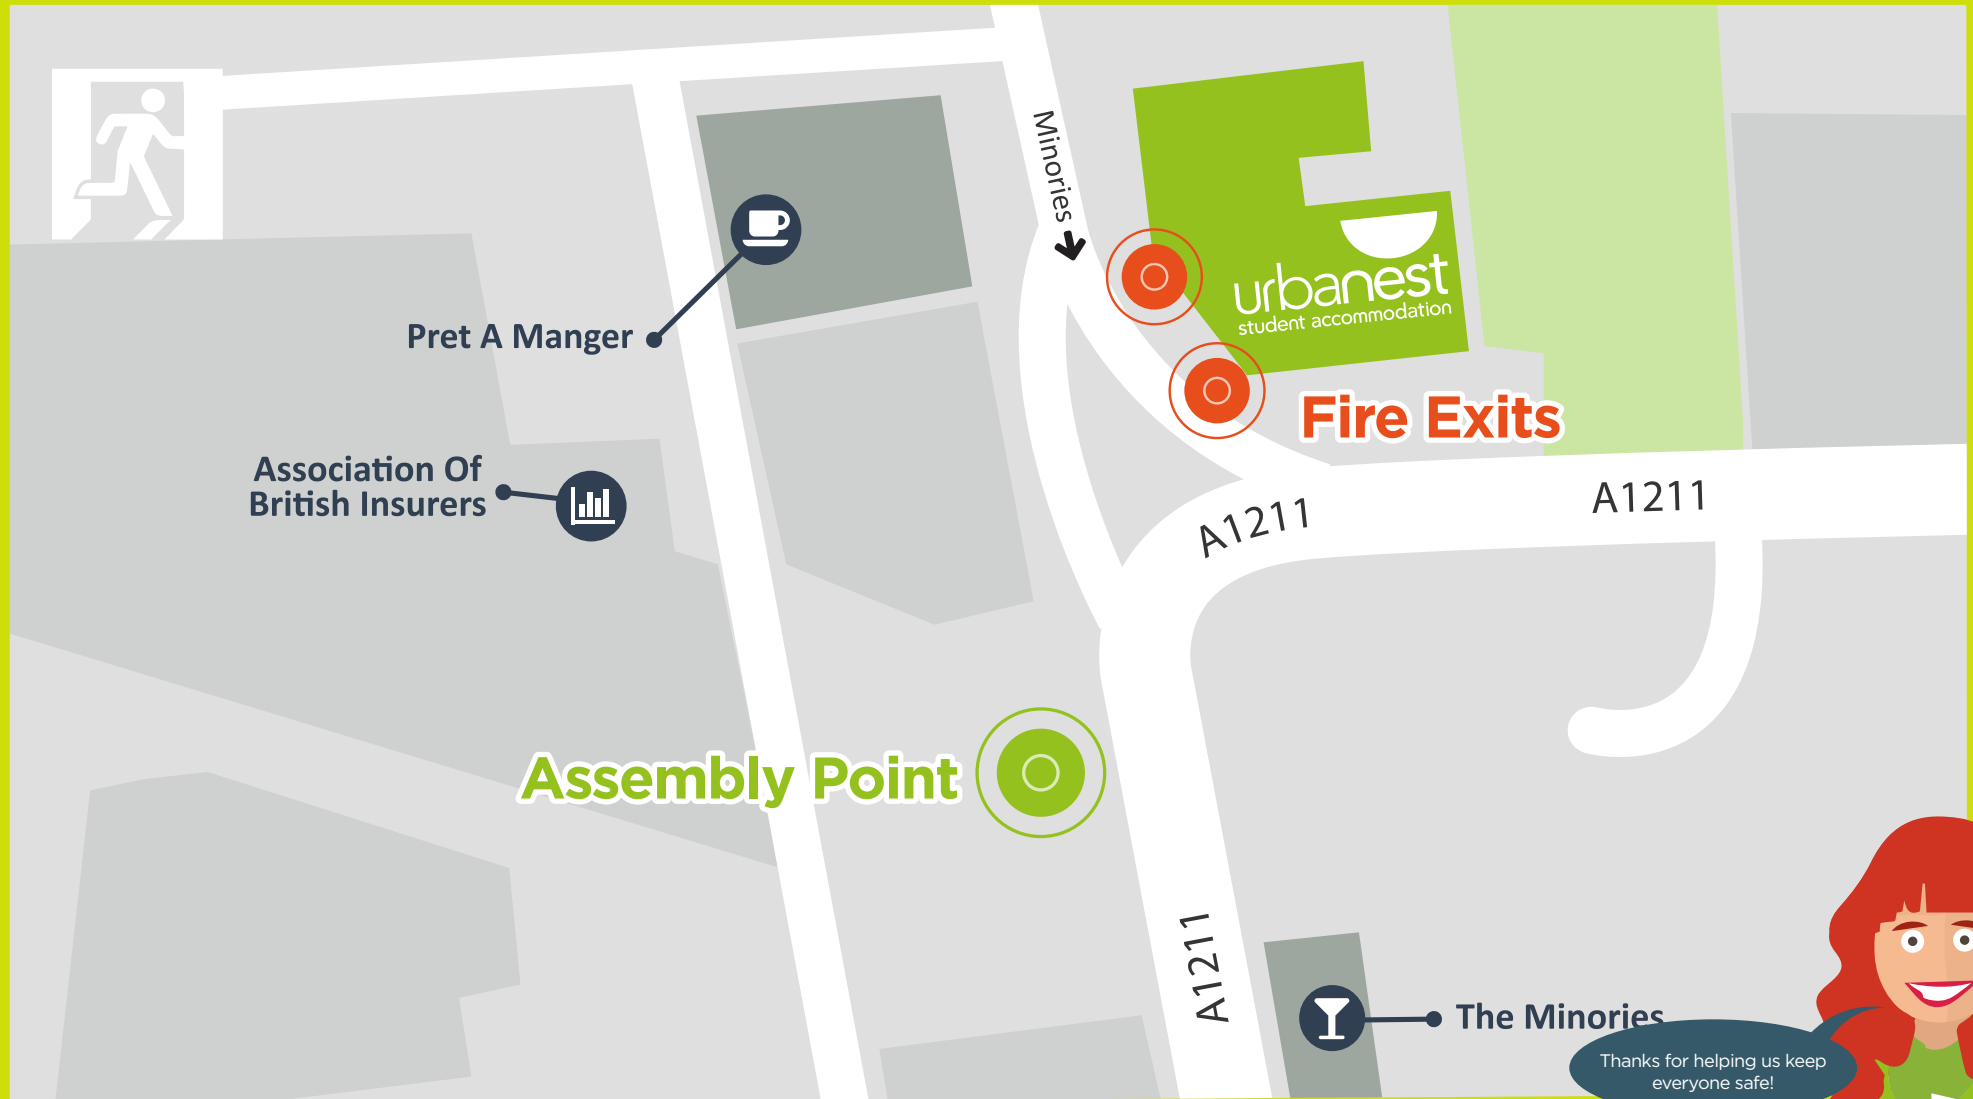 Minories
urbanest
student accommodation
Pret A Manger
Fire Exits
Association Of
British Insurers
A1211
A1211
Assembly Point
A1211
The Minories
Thanks for helping us keep
everyone safe!